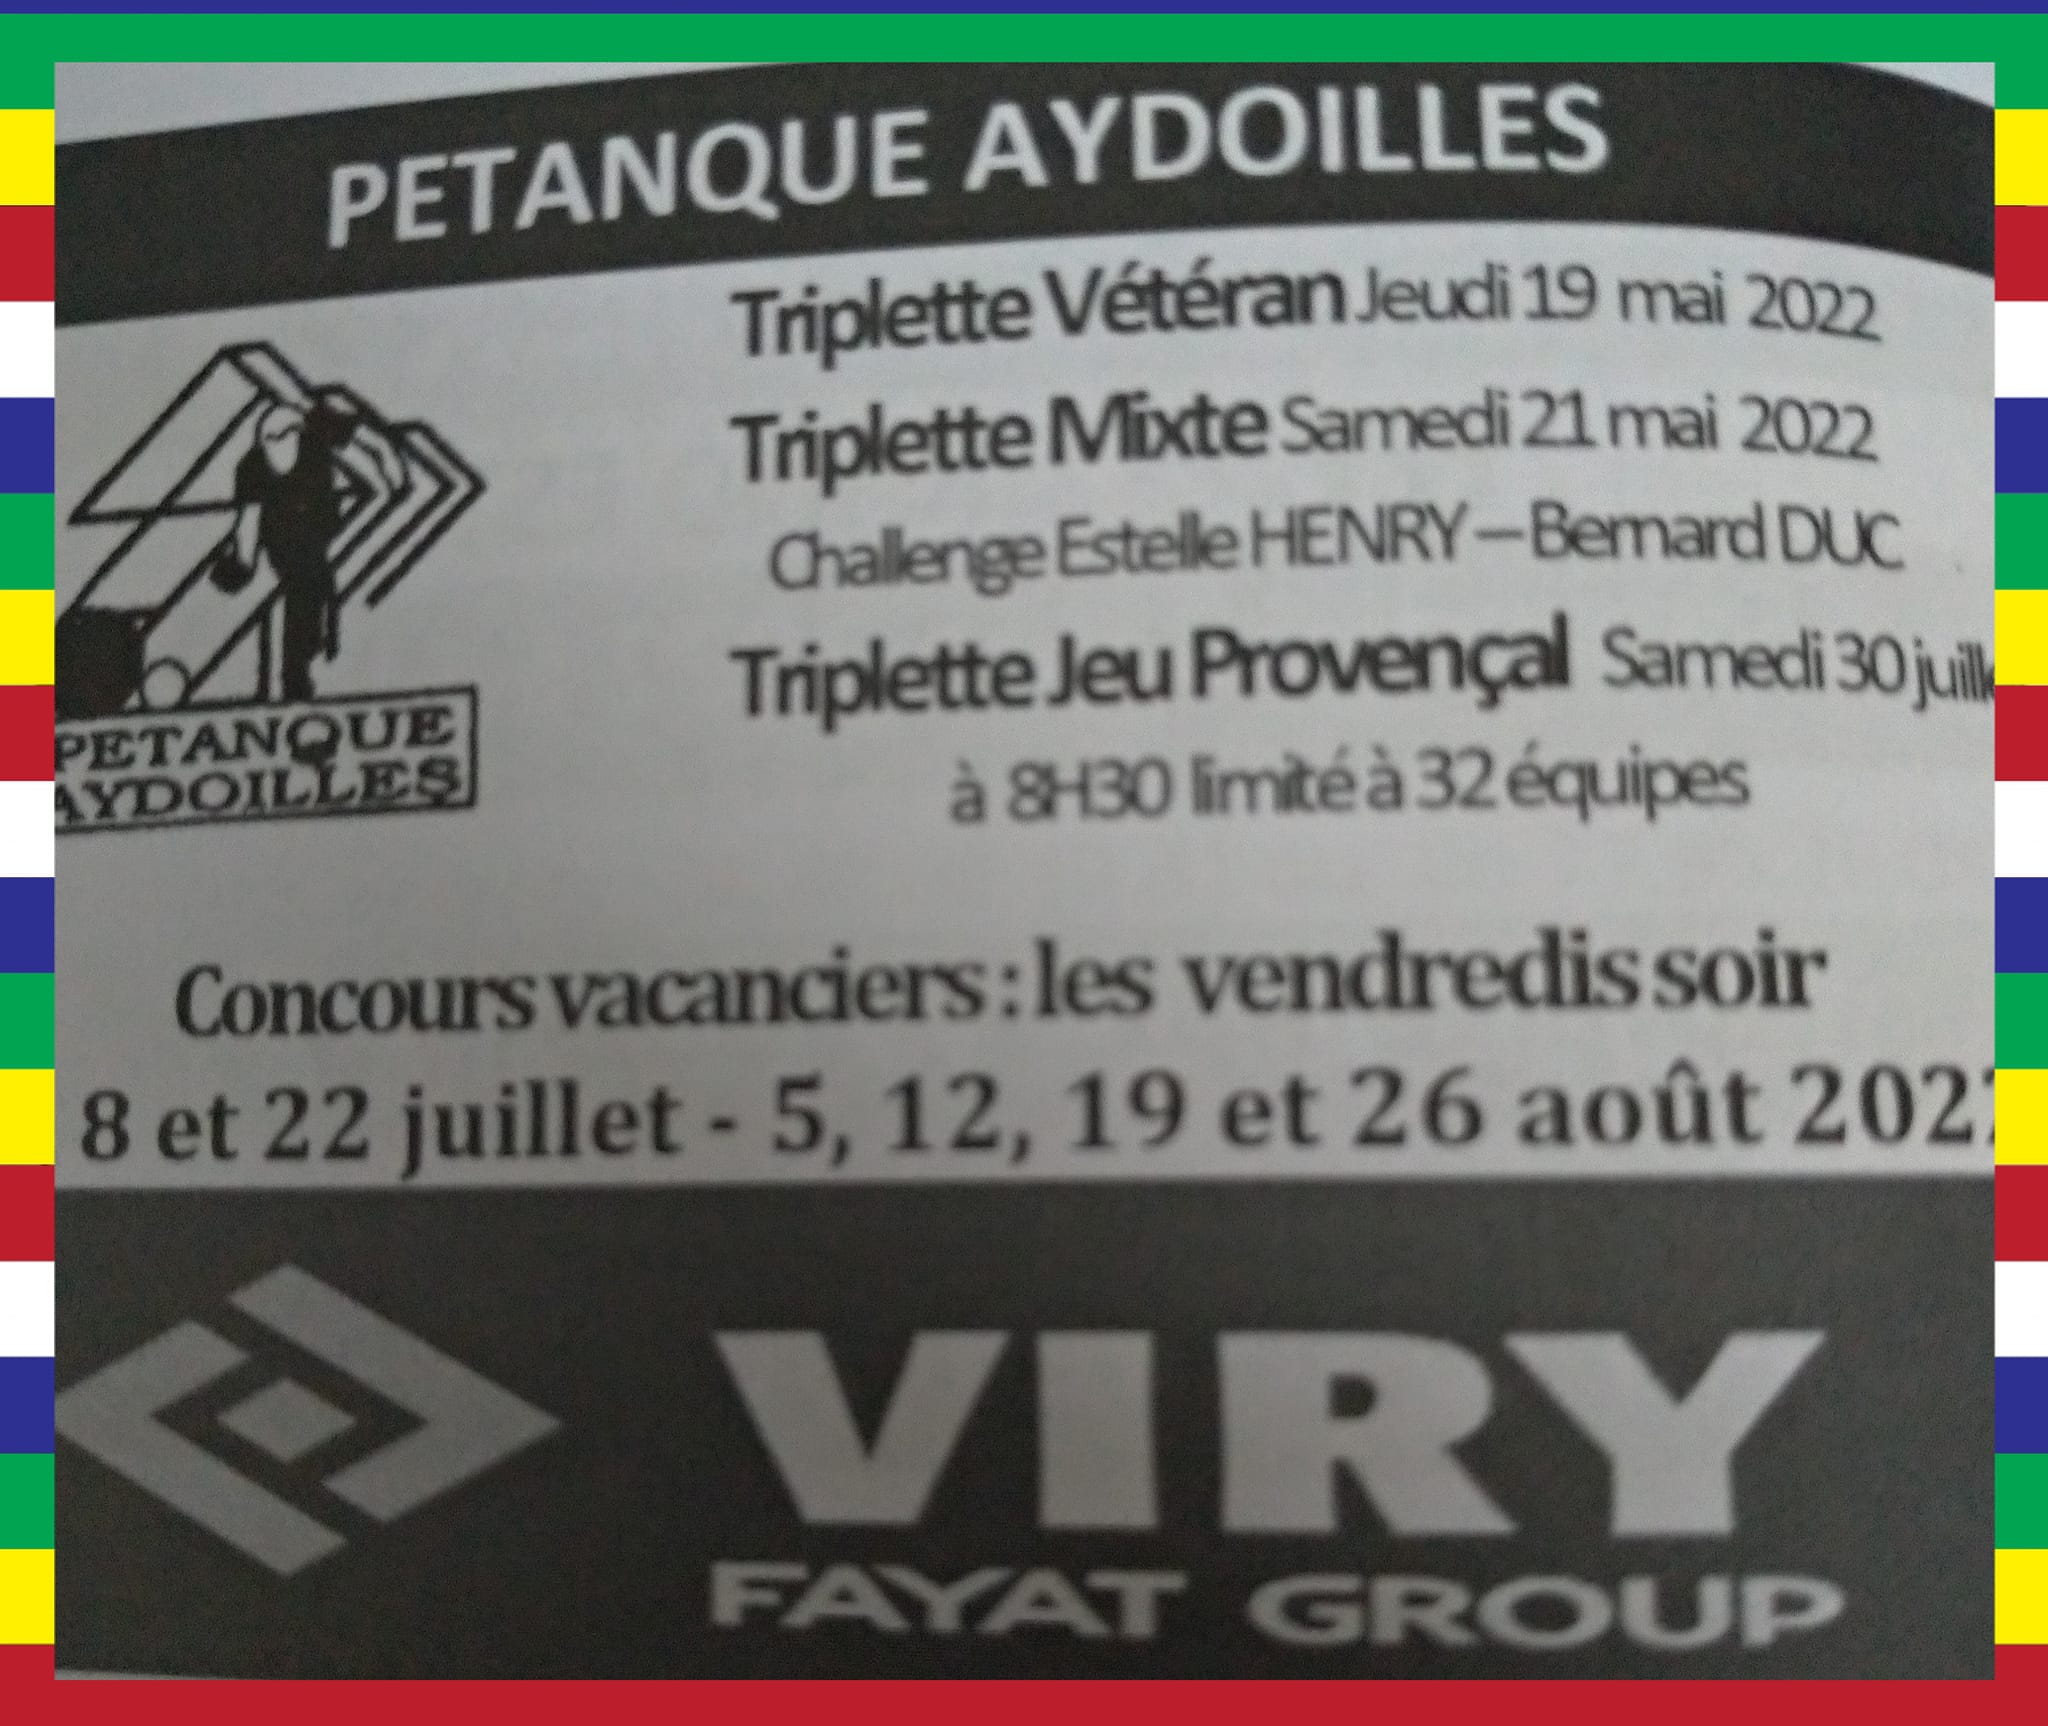 PETANQUE AYDOILLES
Triplette Vétéran Jeudi 19 mai 2022
Triplette Mixte Samedi 21 mai 2022
Challenge Estelle HENRY – Bernard DUC
Triplette Jeu Provençal Samedi 30
à 8H30 limité à 32 équipes
PETANQUE
AYDOILLES
Concours vacanciers : les vendredis soir
8 et 22 juillet - 5, 12, 19 et 26 août
VIRY
FAYAT GROUP